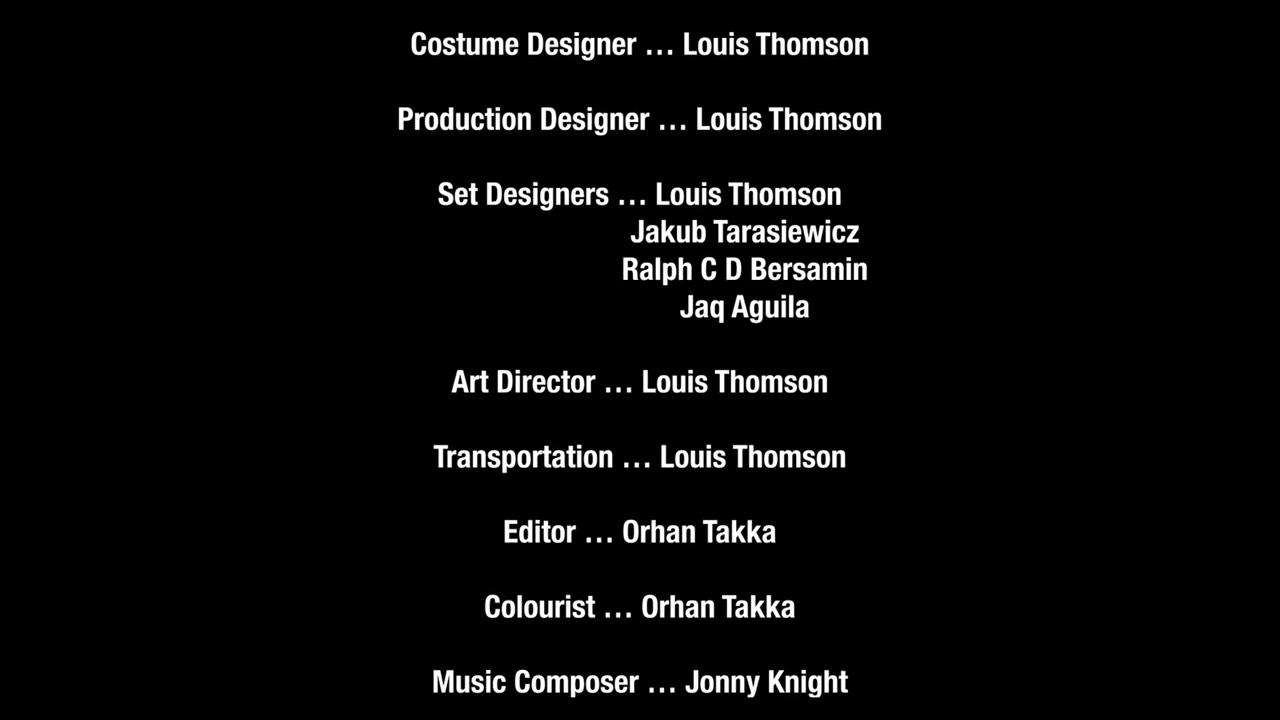 Costume Designer … Louis Thomson
Production Designer … Louis Thomson
Set Designers … Louis Thomson
Jakub Tarasiewicz
Ralph C D Bersamin
Jaq Aguila
Art Director … Louis Thomson
Transportation … Louis Thomson
Editor … Orhan Takka
Colourist … Orhan Takka
Music Composer … Jonny Knight